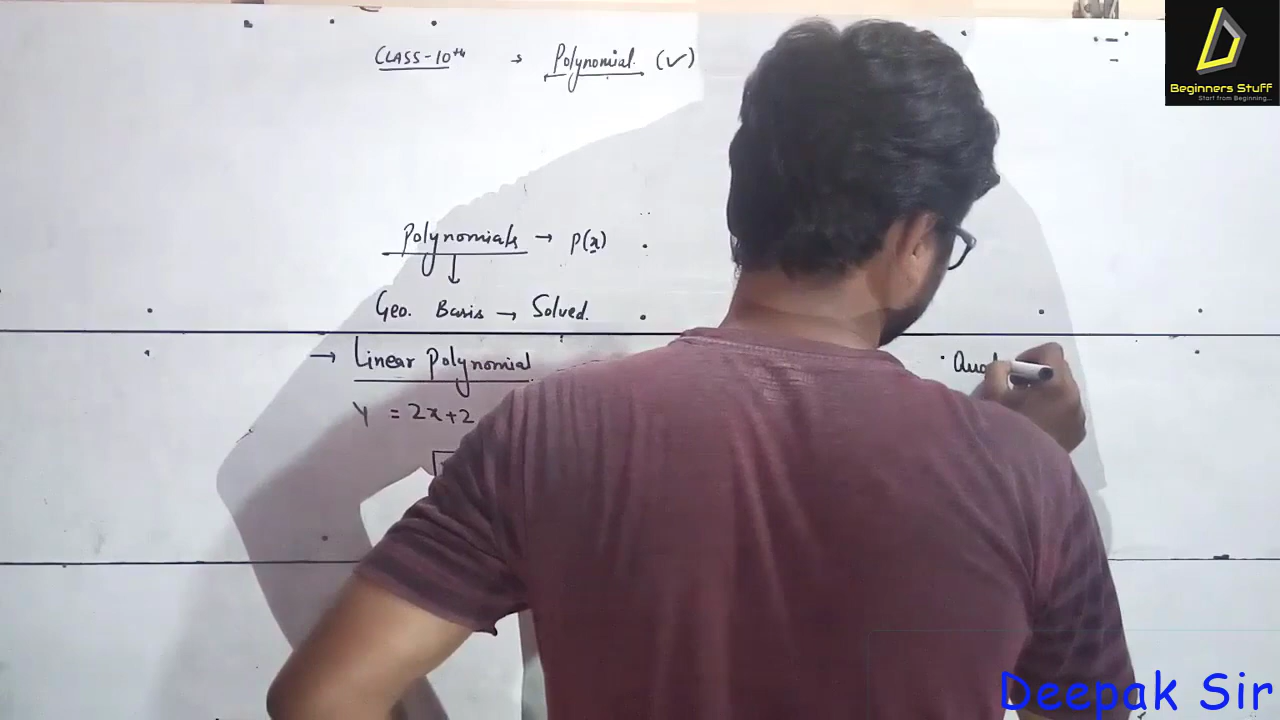 CLASS-10th → Polynomial (✓)
Beginners Stuff
Start from Beginning...
Polynomials → P(x)
Geo. Basis → Solved.
→ Linear Polynomial
Y = 2x+2
Deepak Sir